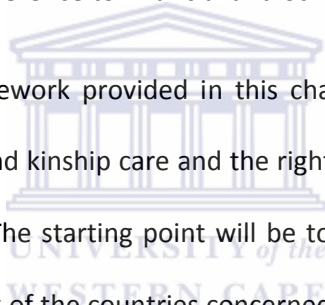 ework provided in this cha
nd kinship care and the right
The starting point will be to
UNIVERSITY of the
WESTERN CAPE
of the countries concerned